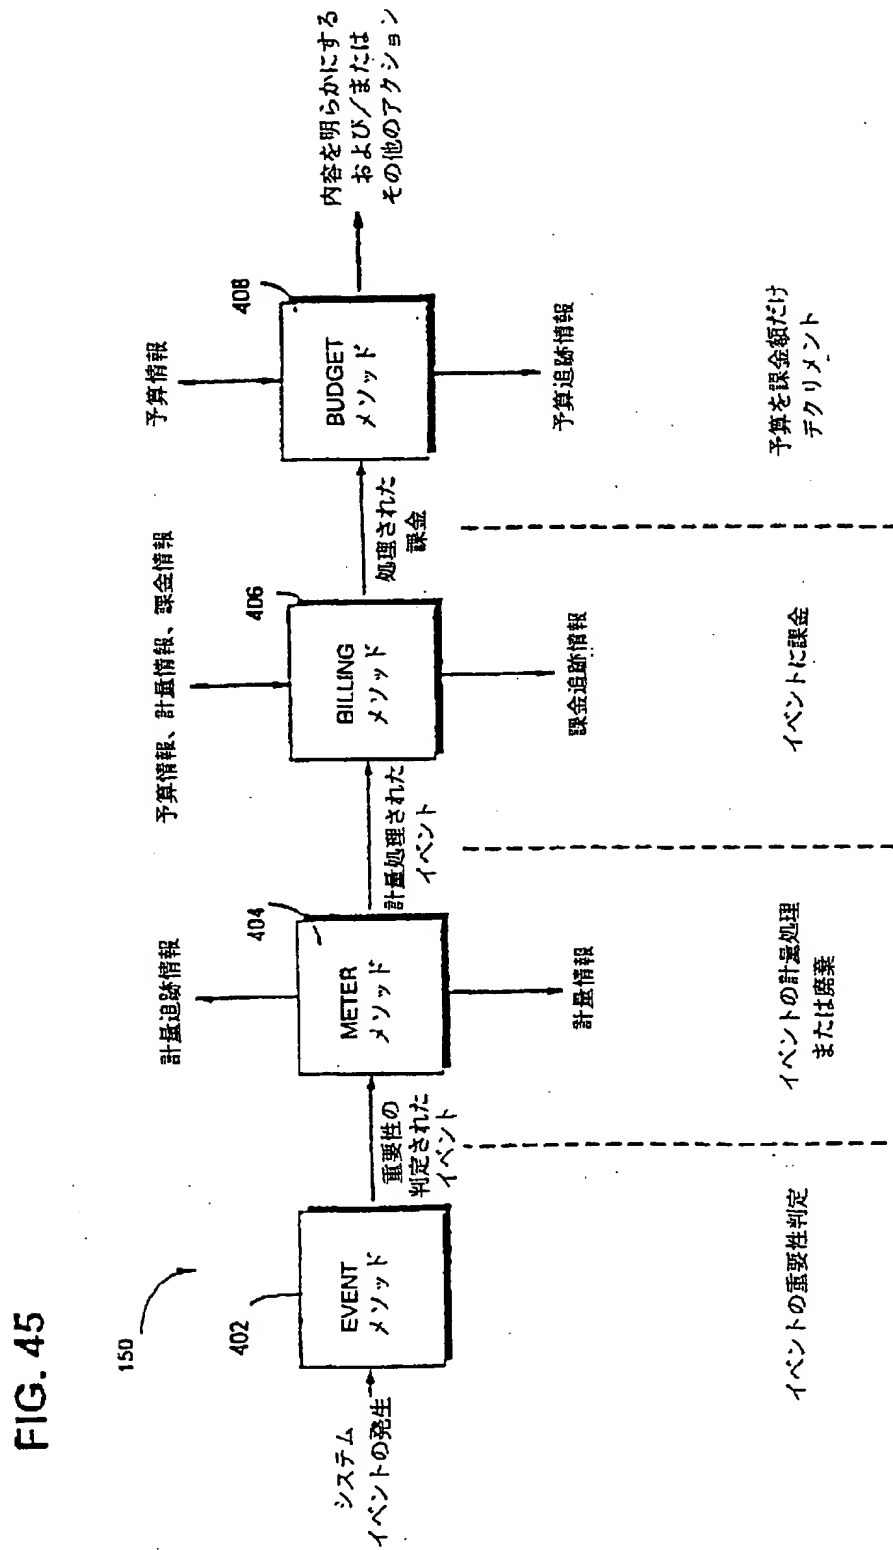 FIG. 45
150
システム
イベントの発生
402
EVENT
メソッド
重要性の
判定された
イベント
計量追跡情報
404
METER
メソッド
計量情報
計量処理された
イベント
予算情報、計量情報、課金情報
406
BILLING
メソッド
課金追跡情報
処理された
課金
予算情報
408
BUDGET
メソッド
予算追跡情報
内容を明らかにする
および/または
その他のアクション
イベントの重要性判定
イベントの計量処理
または廃棄
イベントに課金
予算を課金額だけ
デクリメント